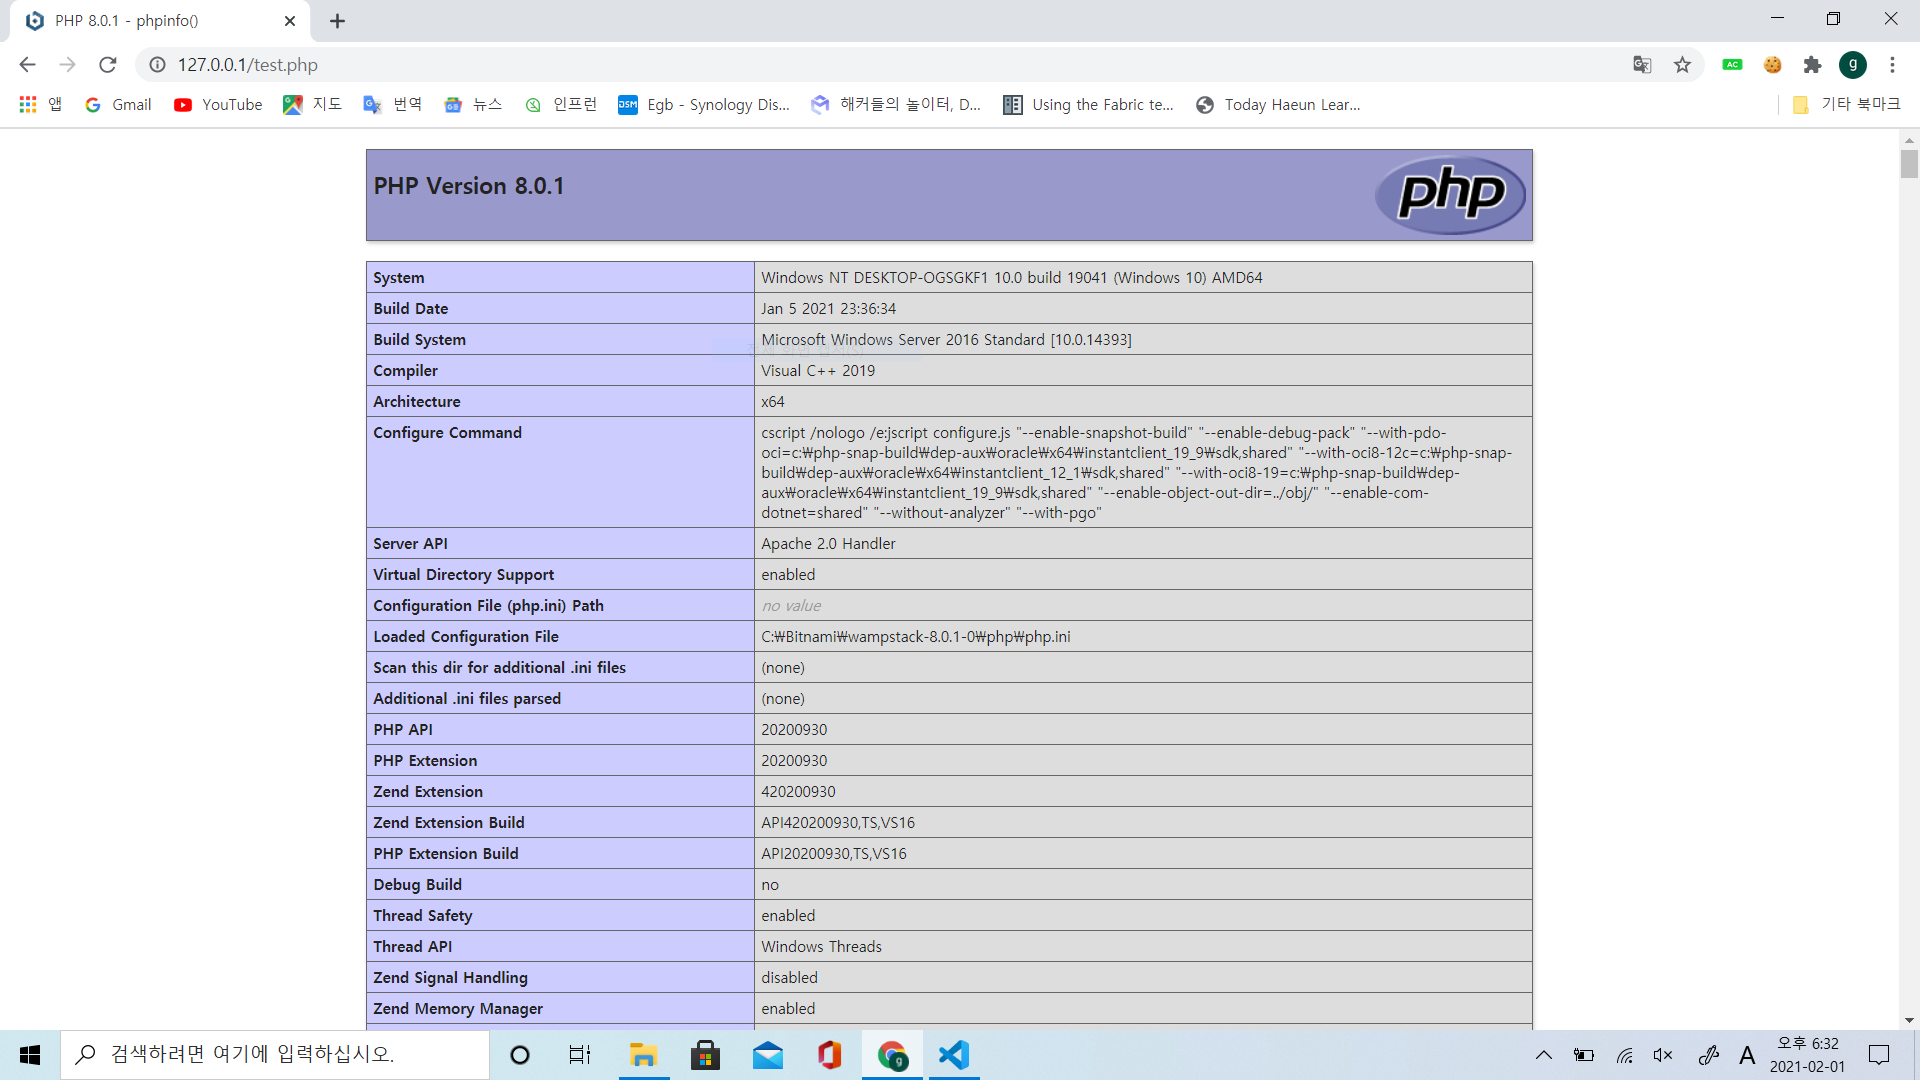 PHP 8.0.1 - phpinfo()
127.0.0.1/test.php
앱 Gmail YouTube 지도 번역 뉴스 인프런 Egb - Synology Dis... 해커들의 놀이터, D... Using the Fabric te... Today Haeun Lear... 기타 북마크
PHP Version 8.0.1
php
System Windows NT DESKTOP-OGSGKF1 10.0 build 19041 (Windows 10) AMD64
Build Date Jan 5 2021 23:36:34
Build System Microsoft Windows Server 2016 Standard [10.0.14393]
Compiler Visual C++ 2019
Architecture x64
Configure Command cscript /nologo /e:jscript configure.js "--enable-snapshot-build" "--enable-debug-pack" "--with-pdo-
oci=c:₩php-snap-build₩dep-aux₩oracle₩x64₩instantclient_19_9₩sdk,shared" "--with-oci8-12c=c:₩php-snap-
build₩dep-aux₩oracle₩x64₩instantclient_12_1₩sdk,shared" "--with-oci8-19=c:₩php-snap-build₩dep-
aux₩oracle₩x64₩instantclient_19_9₩sdk,shared" "--enable-object-out-dir=../obj/" "--enable-com-
dotnet=shared" "--without-analyzer" "--with-pgo"
Server API Apache 2.0 Handler
Virtual Directory Support enabled
Configuration File (php.ini) Path no value
Loaded Configuration File C:₩Bitnami₩wampstack-8.0.1-0₩php₩php.ini
Scan this dir for additional .ini files (none)
Additional .ini files parsed (none)
PHP API 20200930
PHP Extension 20200930
Zend Extension 420200930
Zend Extension Build API420200930,TS,VS16
PHP Extension Build API20200930,TS,VS16
Debug Build no
Thread Safety enabled
Thread API Windows Threads
Zend Signal Handling disabled
Zend Memory Manager enabled
검색하려면 여기에 입력하십시오.
A 오후 6:32
2021-02-01